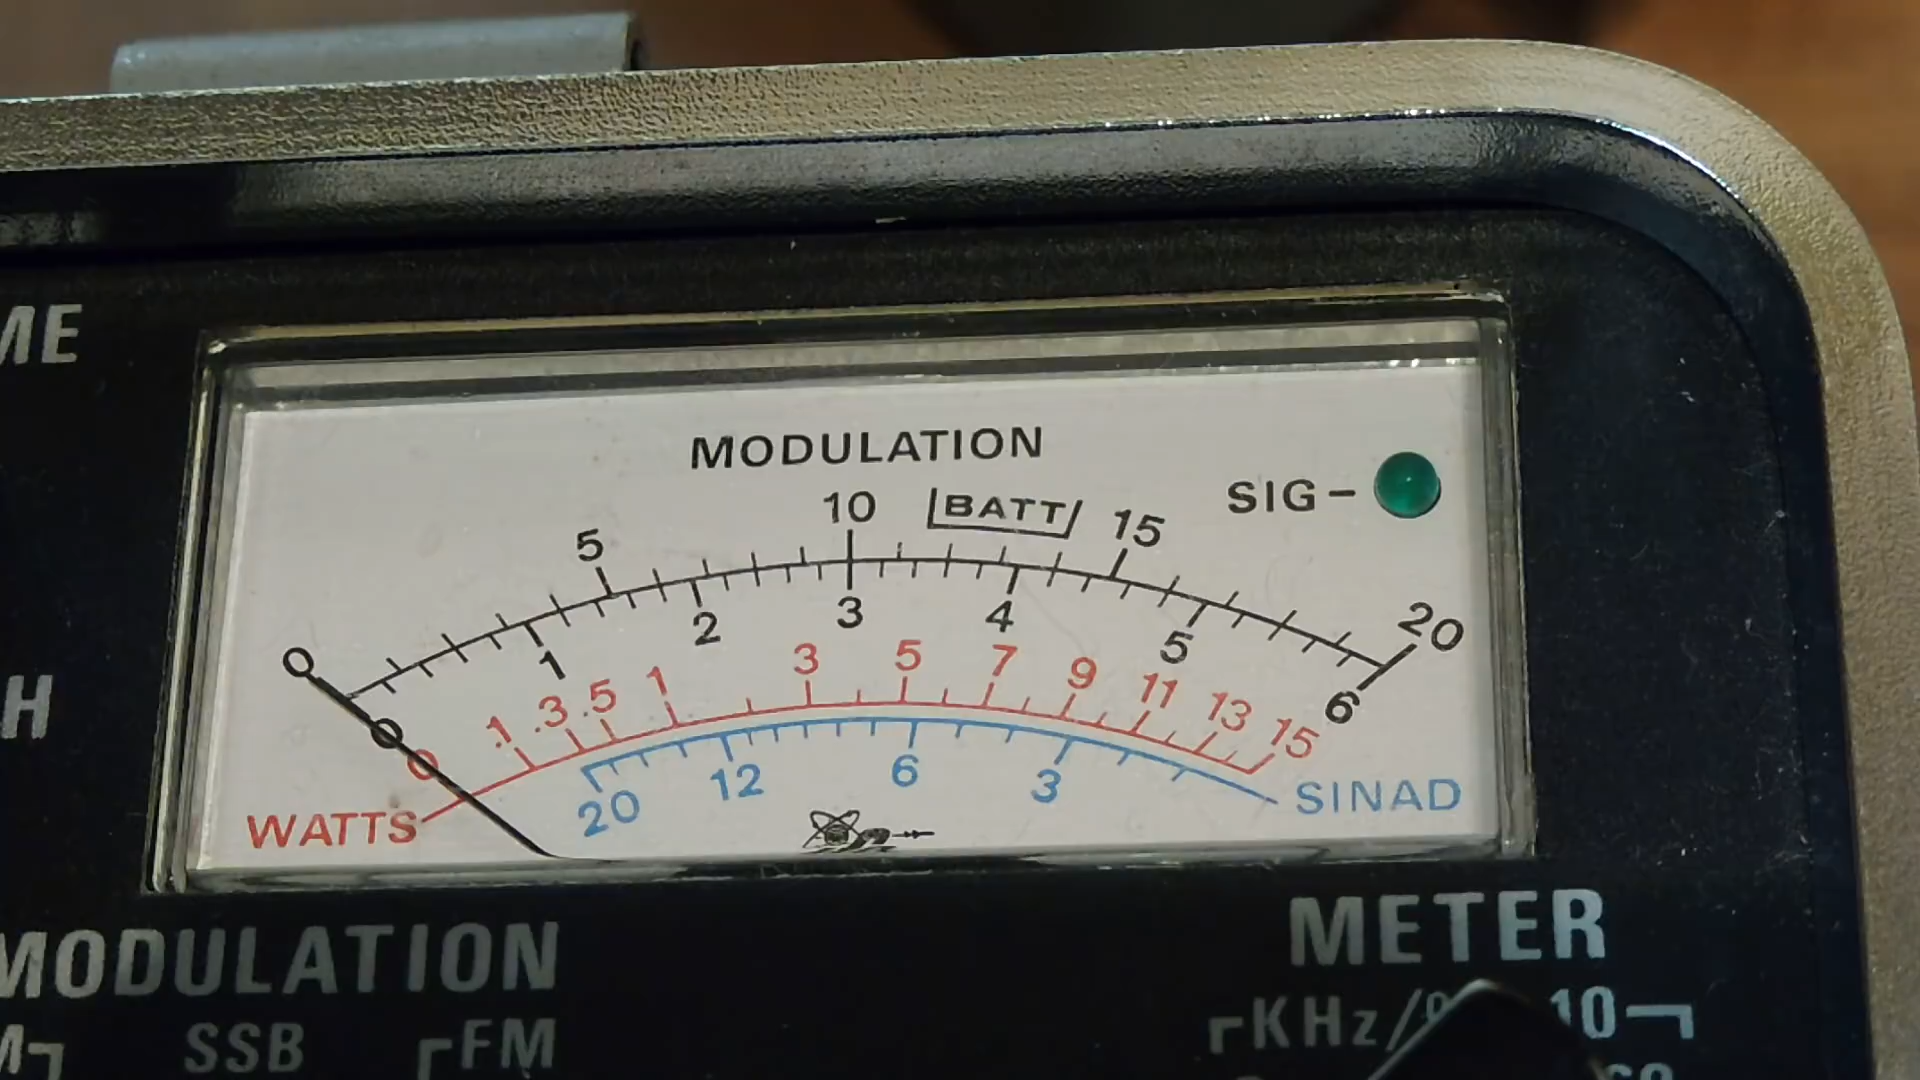 ME
MODULATION
SIG-
10 BATT 15
5
20
0
1 2 3 4 5 6
0
.1 .3 .5 1 3 5 7 9 11 13 15
0
WATTS
20 12 6 3 SINAD
H
MODULATION
METER
SSB FM
KHz/ 10